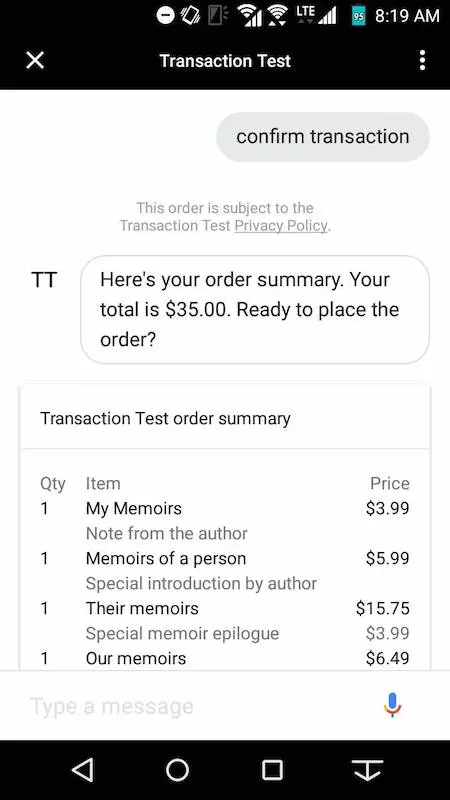 LTE 95 8:19 AM
Transaction Test
confirm transaction
This order is subject to the
Transaction Test Privacy Policy.
TT
Here's your order summary. Your
total is $35.00. Ready to place the
order?
Transaction Test order summary
Qty Item Price
1 My Memoirs $3.99
Note from the author
1 Memoirs of a person $5.99
Special introduction by author
1 Their memoirs $15.75
Special memoir epilogue $3.99
1 Our memoirs $6.49
Type a message